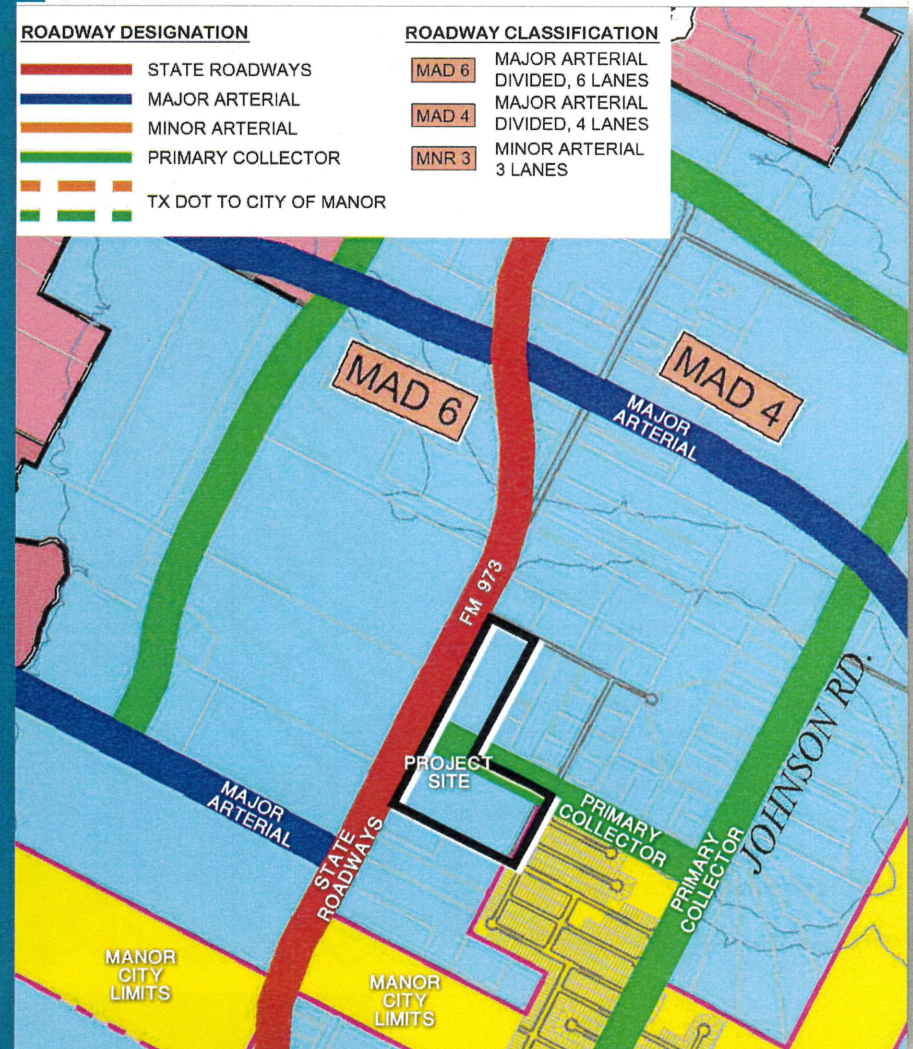 ROADWAY DESIGNATION
STATE ROADWAYS
MAJOR ARTERIAL
MINOR ARTERIAL
PRIMARY COLLECTOR
TX DOT TO CITY OF MANOR
ROADWAY CLASSIFICATION
MAD 6
MAJOR ARTERIAL
DIVIDED, 6 LANES
MAD 4
MAJOR ARTERIAL
DIVIDED, 4 LANES
MNR 3
MINOR ARTERIAL
3 LANES
MAD 6
MAD 4
MAJOR
ARTERIAL
FM 973
JOHNSON RD.
PROJECT
SITE
MAJOR
ARTERIAL
PRIMARY
COLLECTOR
STATE
ROADWAYS
PRIMARY
COLLECTOR
MANOR
CITY
LIMITS
MANOR
CITY
LIMITS